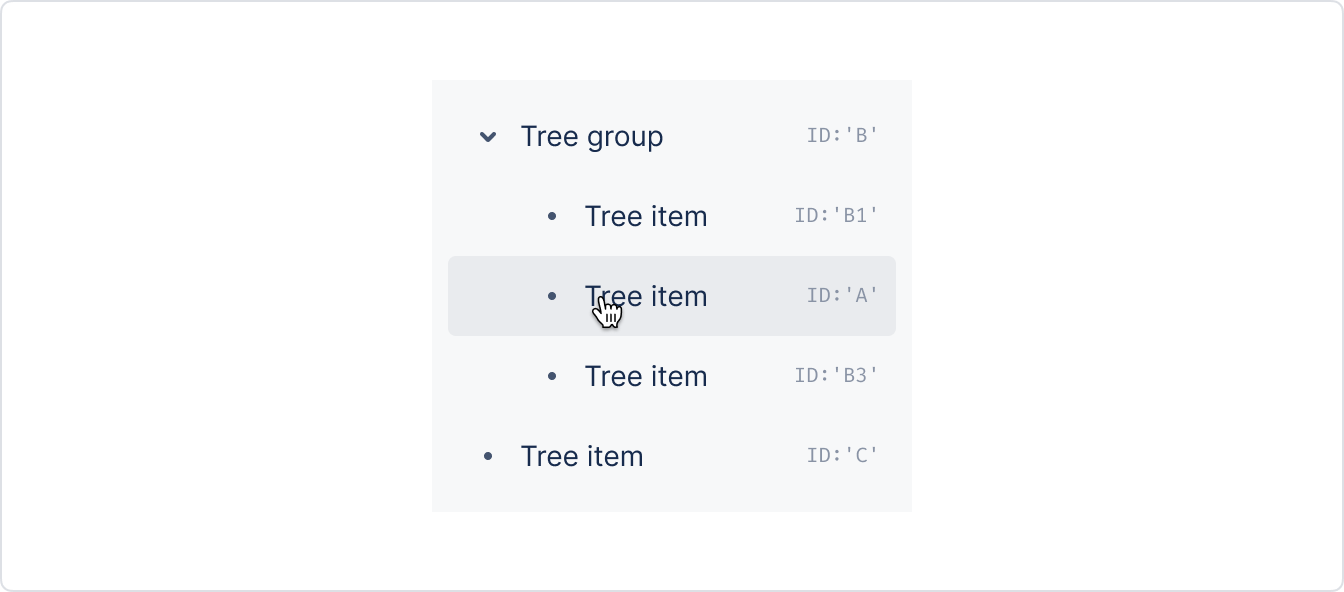 Tree group ID:'B'
Tree item ID:'B1'
Tree item ID:'A'
Tree item ID:'B3'
Tree item ID:'C'